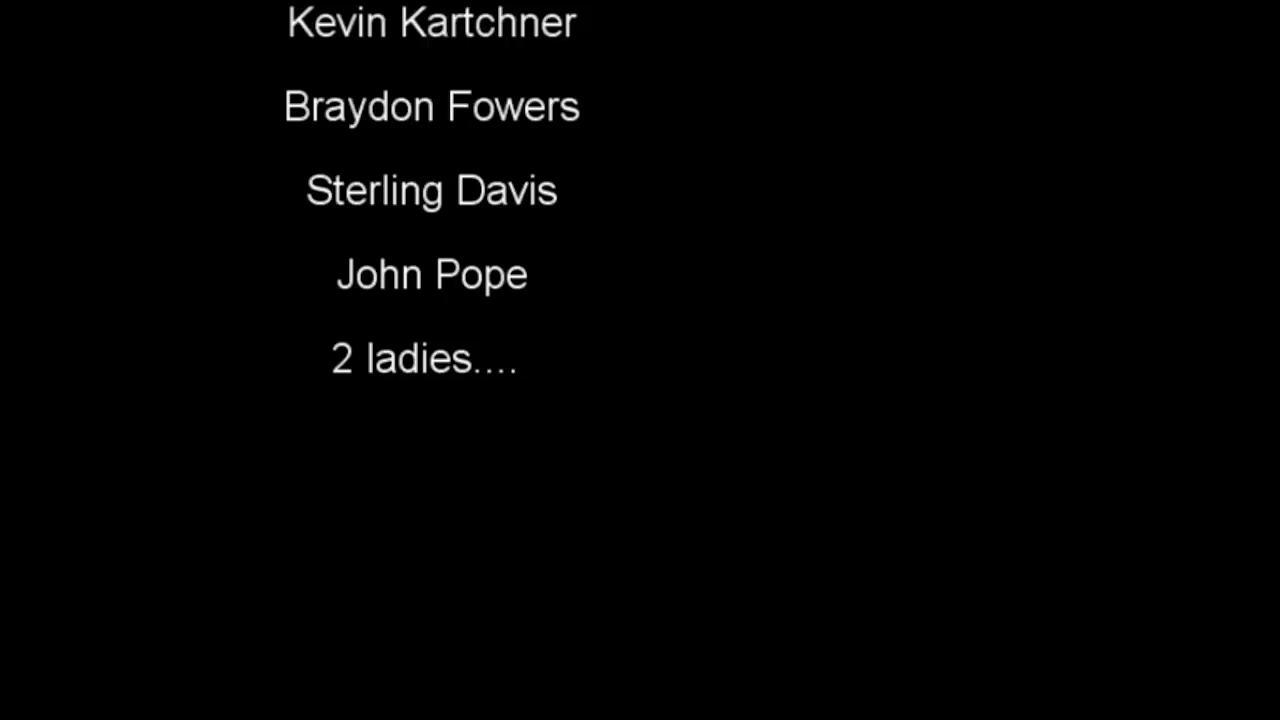 Kevin Kartchner
Braydon Fowers
Sterling Davis
John Pope
2 ladies....